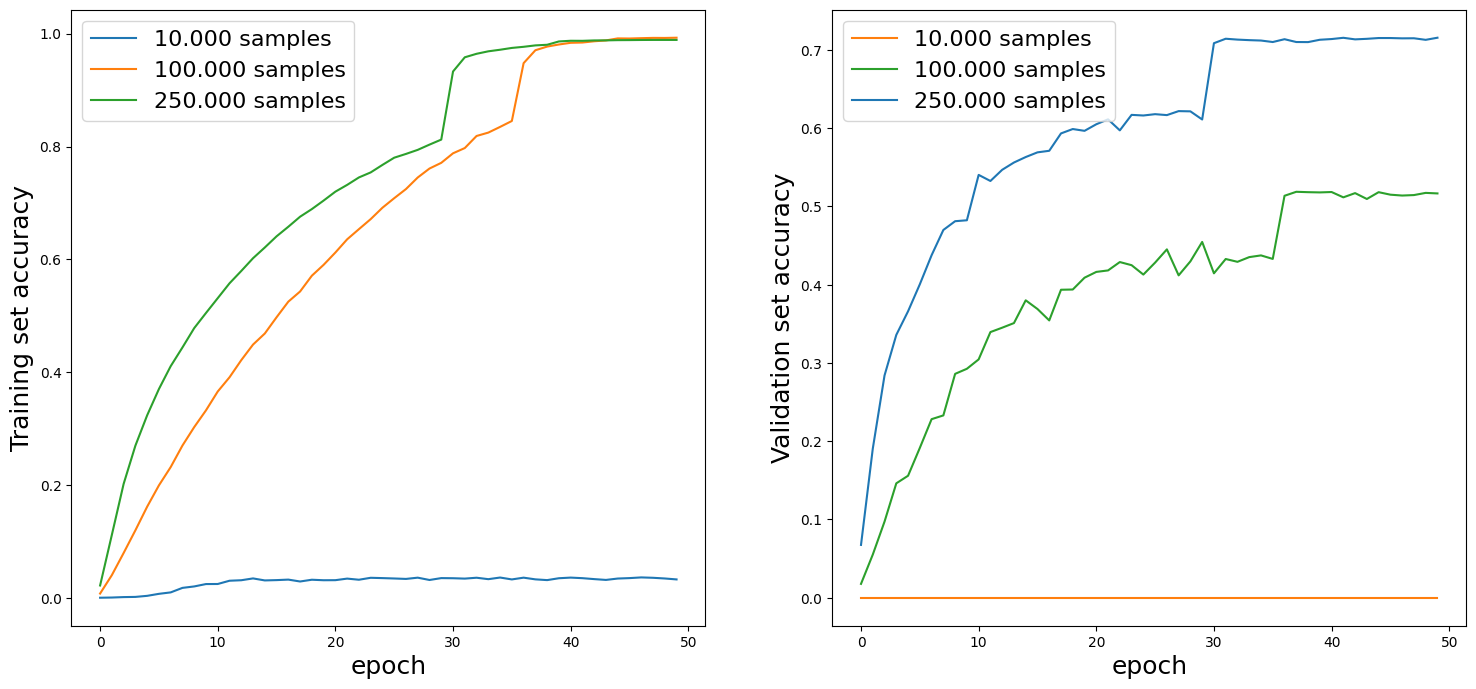 10.000 samples
100.000 samples
250.000 samples
Training set accuracy
1.0
0.8
0.6
0.4
0.2
0.0
0 10 20 30 40 50
epoch
10.000 samples
100.000 samples
250.000 samples
Validation set accuracy
0.7
0.6
0.5
0.4
0.3
0.2
0.1
0.0
0 10 20 30 40 50
epoch